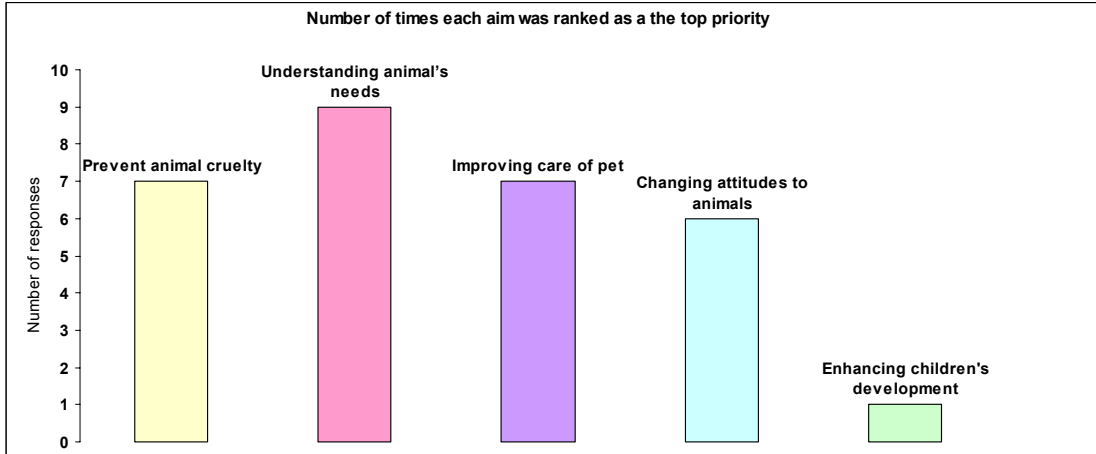 Number of times each aim was ranked as a the top priority
Understanding animal's
needs
Prevent animal cruelty
Improving care of pet
Changing attitudes to
animals
Enhancing children's
development
Number of responses
10
9
8
7
6
5
4
3
2
1
0